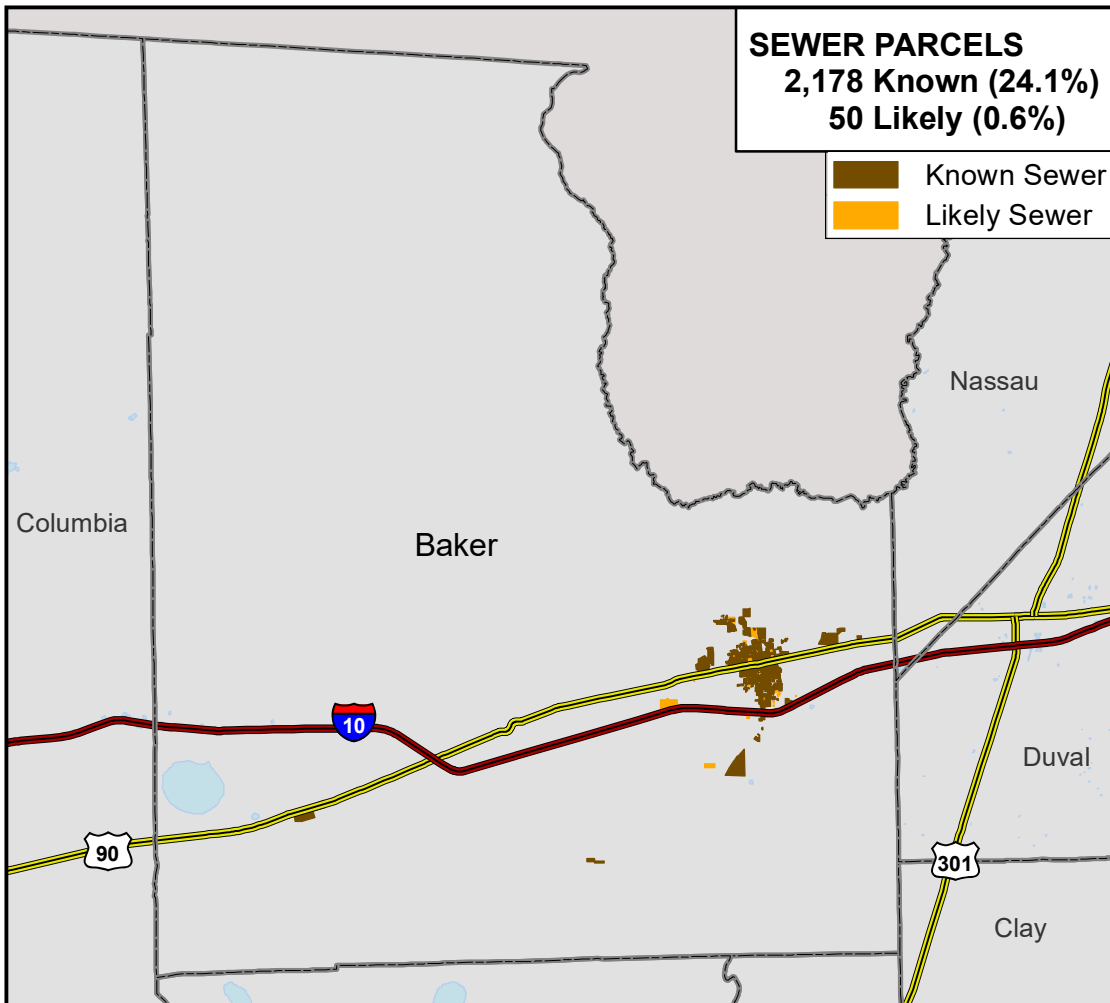 SEWER PARCELS
2,178 Known (24.1%)
50 Likely (0.6%)
Known Sewer
Likely Sewer
Nassau
Columbia
Baker
10
Duval
90
301
Clay